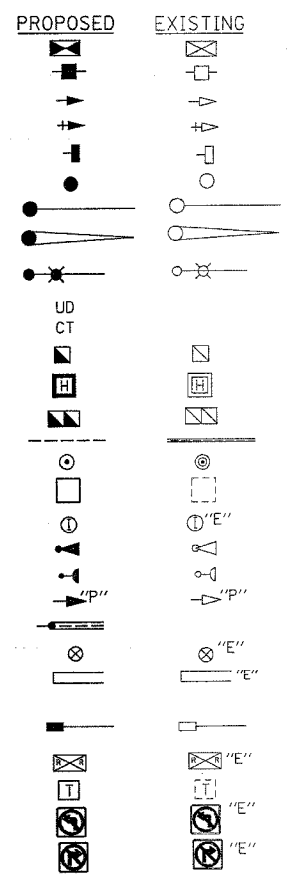 PROPOSED EXISTING
UD
CT
H H
I I "E"
"P" "P"
"E"
"E"
R R R R "E"
T T
"E"
"E"